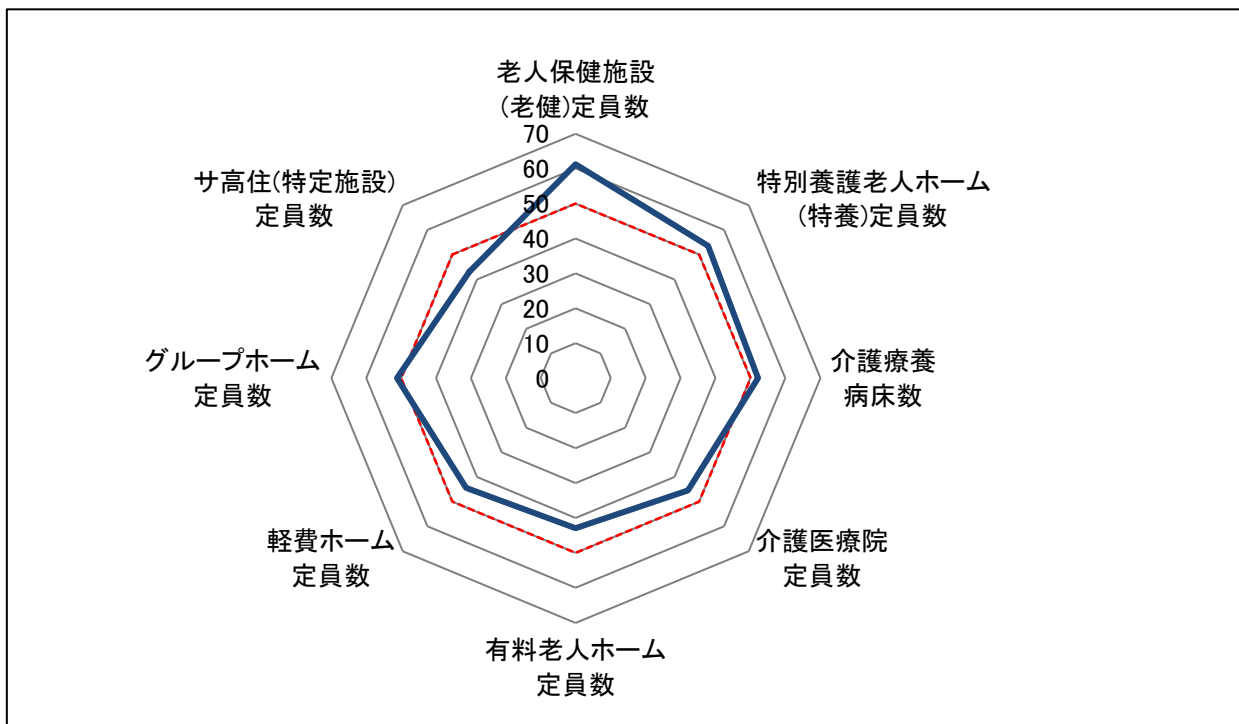 老人保健施設
(老健)定員数
特別養護老人ホーム
(特養)定員数
介護療養
病床数
介護医療院
定員数
有料老人ホーム
定員数
軽費ホーム
定員数
グループホーム
定員数
サ高住(特定施設)
定員数
70
60
50
40
30
20
10
0